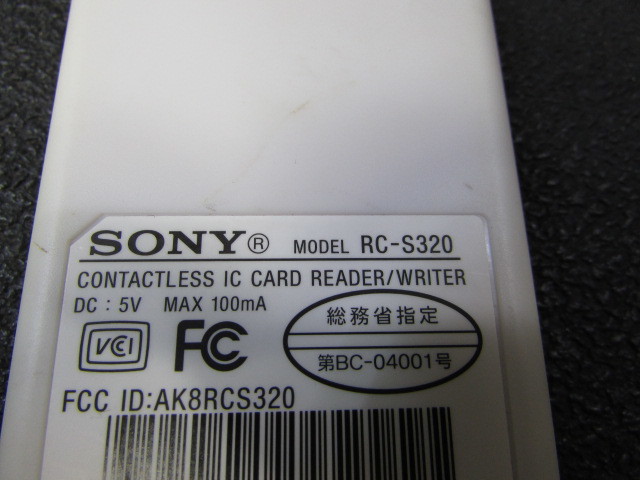 SONY® MODEL RC-S320
CONTACTLESS IC CARD READER/WRITER
DC : 5V MAX 100mA
VCI FC
総務省指定
第BC-04001号
FCC ID:AK8RCS320